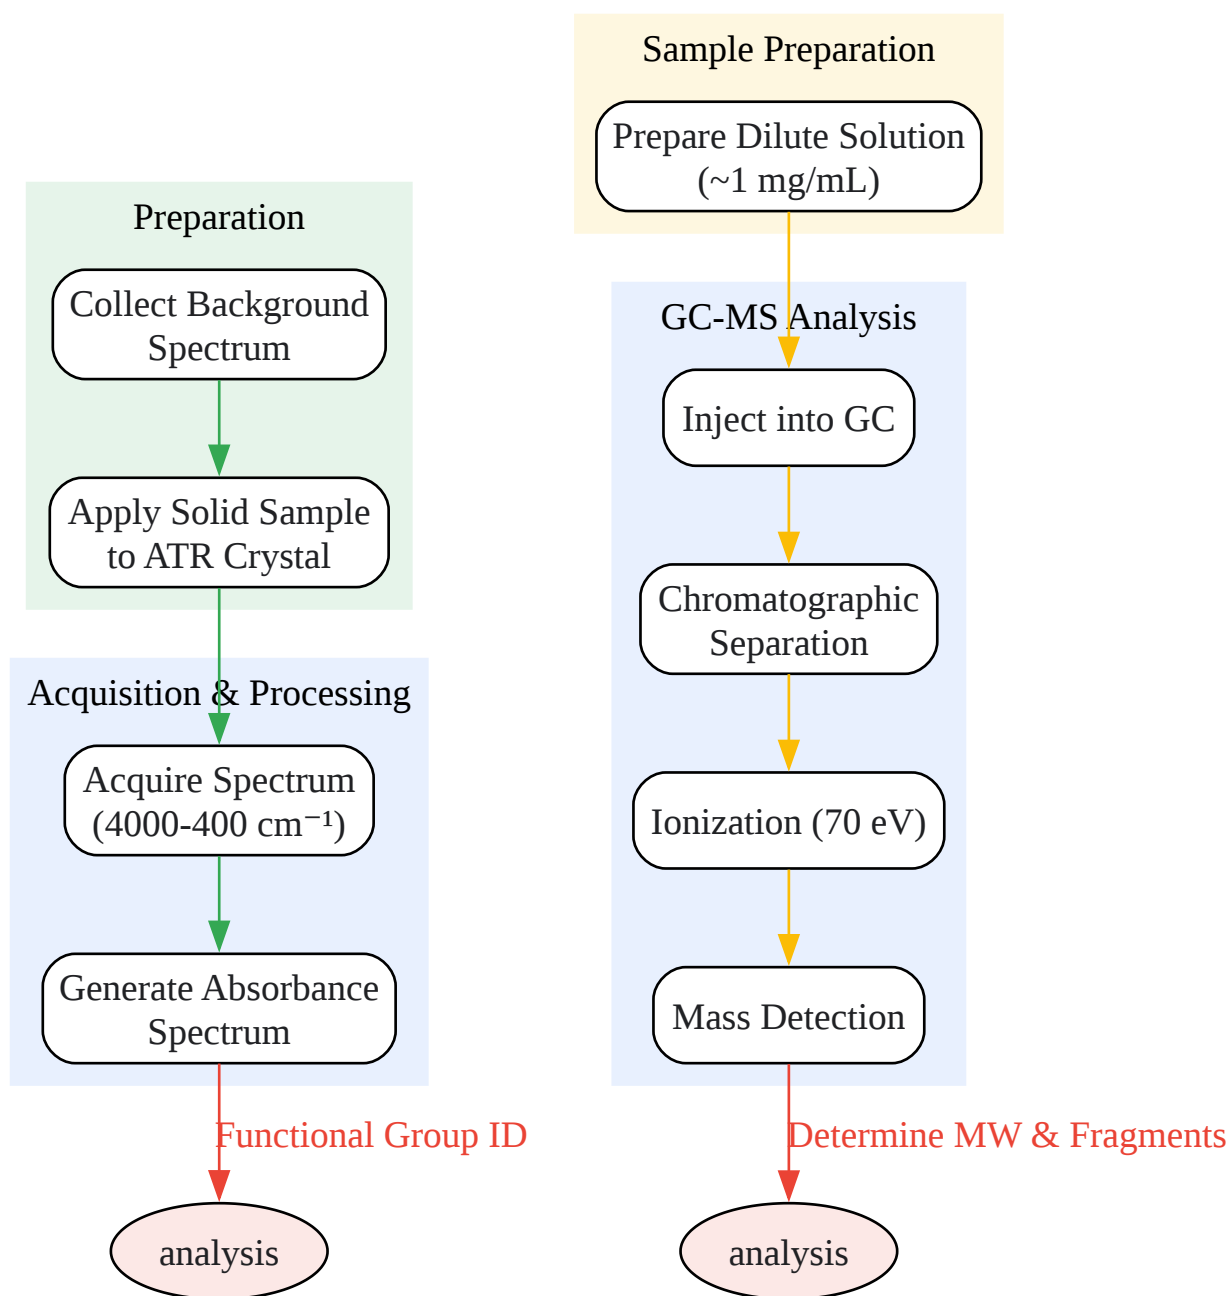 Preparation
Collect Background
Spectrum
Apply Solid Sample
to ATR Crystal
Acquisition & Processing
Acquire Spectrum
(4000-400 cm⁻¹)
Generate Absorbance
Spectrum
Functional Group ID
analysis
Sample Preparation
Prepare Dilute Solution
(~1 mg/mL)
GC-MS Analysis
Inject into GC
Chromatographic
Separation
Ionization (70 eV)
Mass Detection
Determine MW & Fragments
analysis